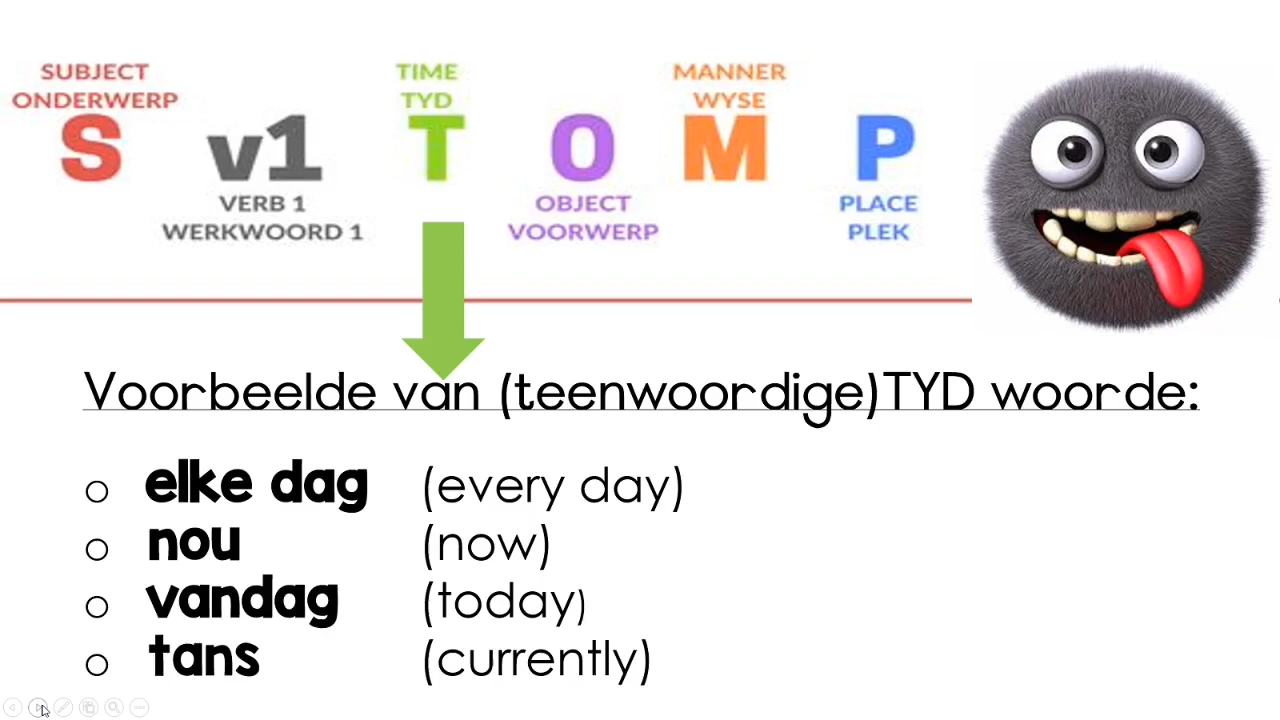 SUBJECT TIME MANNER
ONDERWERP TYD WYSE
S v1 T O M P
VERB 1 OBJECT PLACE
WERKWOORD 1 VOORWERP PLEK
Voorbeelde van (teenwoordige)TYD woorde:
o elke dag (every day)
o nou (now)
o vandag (today)
o tans (currently)